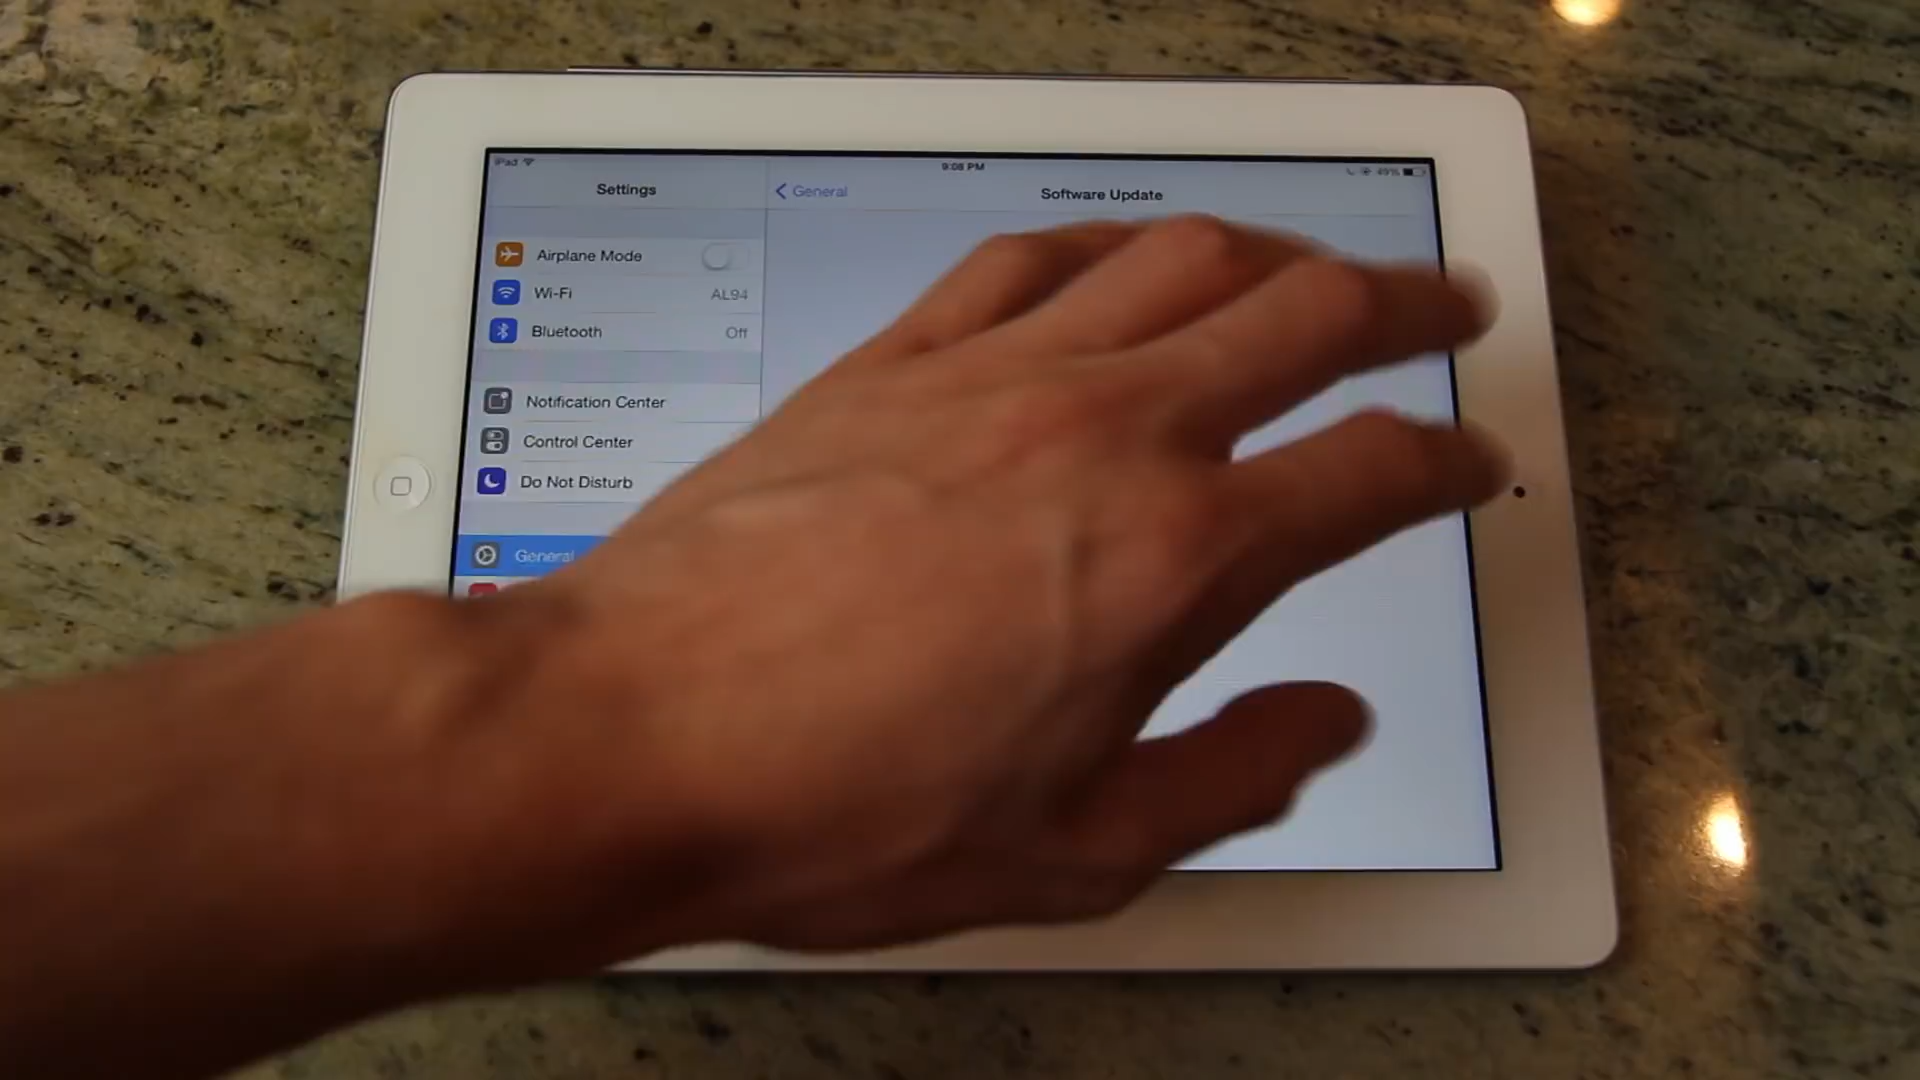 iPad
9:08 PM
49%
Settings
General
Software Update
Airplane Mode
Wi-Fi
AL94
Bluetooth
Off
Notification Center
Control Center
Do Not Disturb
General